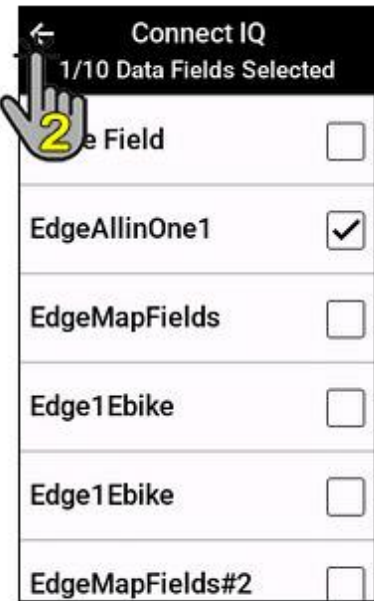 Connect IQ
1/10 Data Fields Selected
2
e Field
EdgeAllinOne1
EdgeMapFields
Edge1Ebike
Edge1Ebike
EdgeMapFields#2